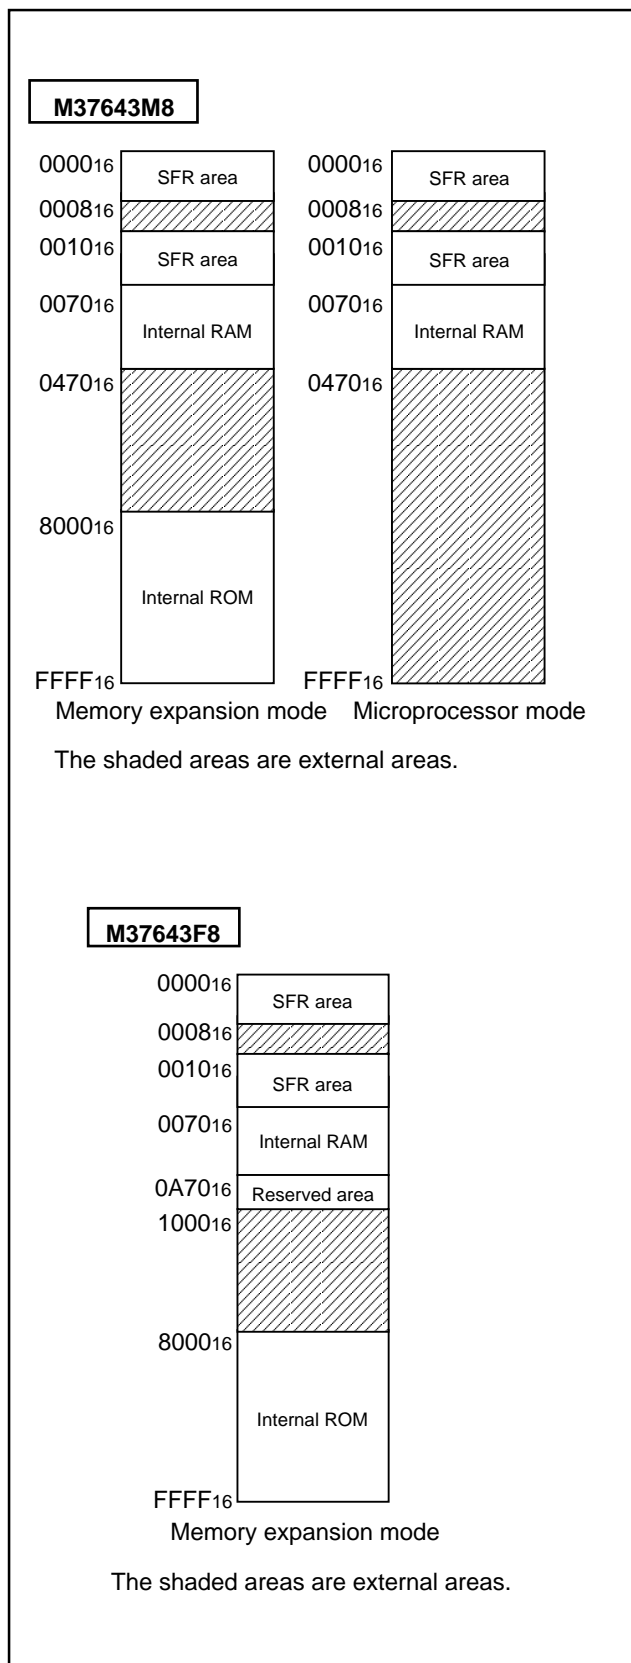 M37643M8
0000₁₆ SFR area 0000₁₆ SFR area
0008₁₆ 0008₁₆
0010₁₆ SFR area 0010₁₆ SFR area
0070₁₆ Internal RAM 0070₁₆ Internal RAM
0470₁₆ 0470₁₆
8000₁₆
Internal ROM
FFFF₁₆ FFFF₁₆
Memory expansion mode Microprocessor mode
The shaded areas are external areas.
M37643F8
0000₁₆ SFR area
0008₁₆
0010₁₆ SFR area
0070₁₆ Internal RAM
0A70₁₆ Reserved area
1000₁₆
8000₁₆
Internal ROM
FFFF₁₆
Memory expansion mode
The shaded areas are external areas.